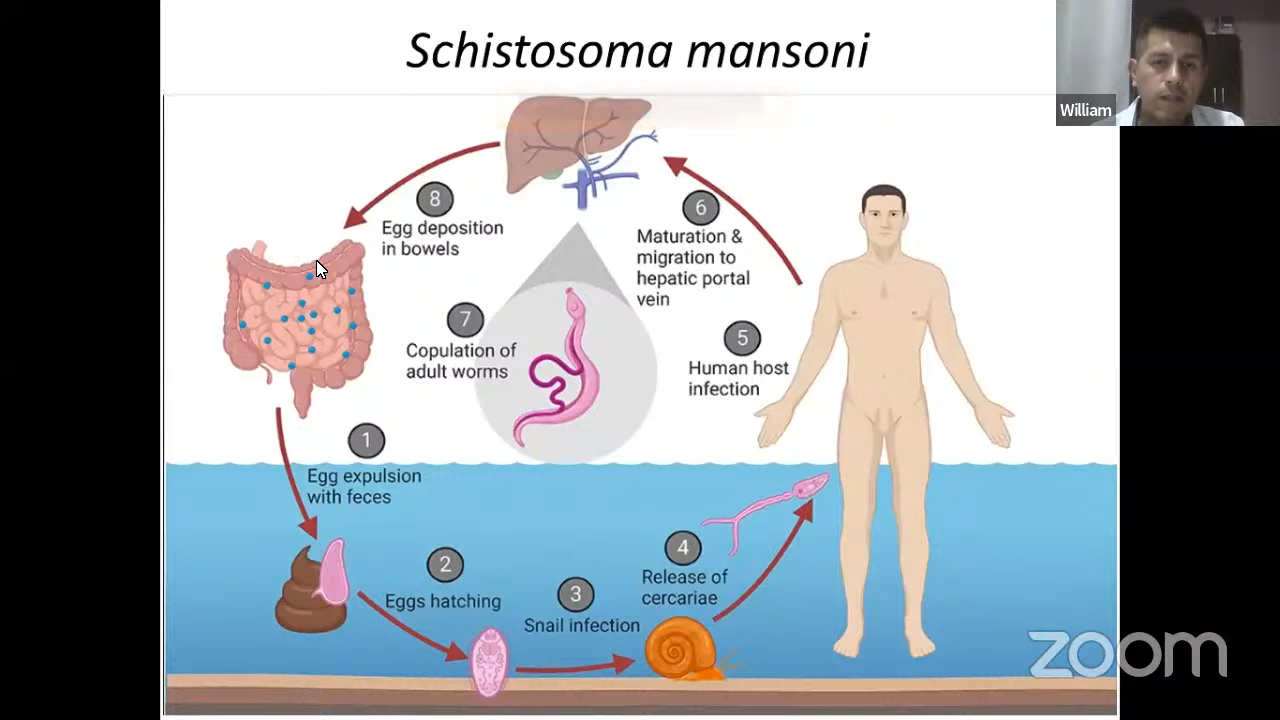 Schistosoma mansoni
William
8
Egg deposition
in bowels
6
Maturation &
migration to
hepatic portal
vein
7
Copulation of
adult worms
5
Human host
infection
1
Egg expulsion
with feces
2
Eggs hatching
3
Snail infection
4
Release of
cercariae
zoom